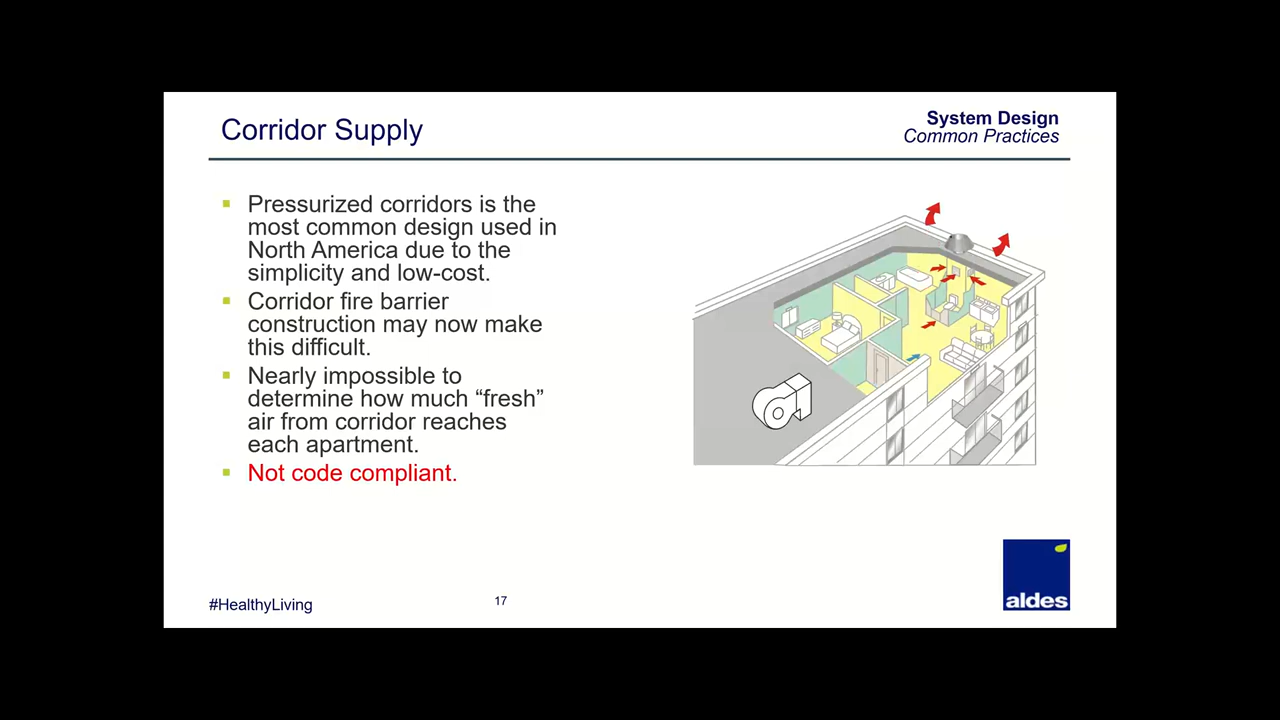 Corridor Supply
System Design
Common Practices
Pressurized corridors is the
most common design used in
North America due to the
simplicity and low-cost.
Corridor fire barrier
construction may now make
this difficult.
Nearly impossible to
determine how much “fresh”
air from corridor reaches
each apartment.
Not code compliant.
#HealthyLiving
17
aldes